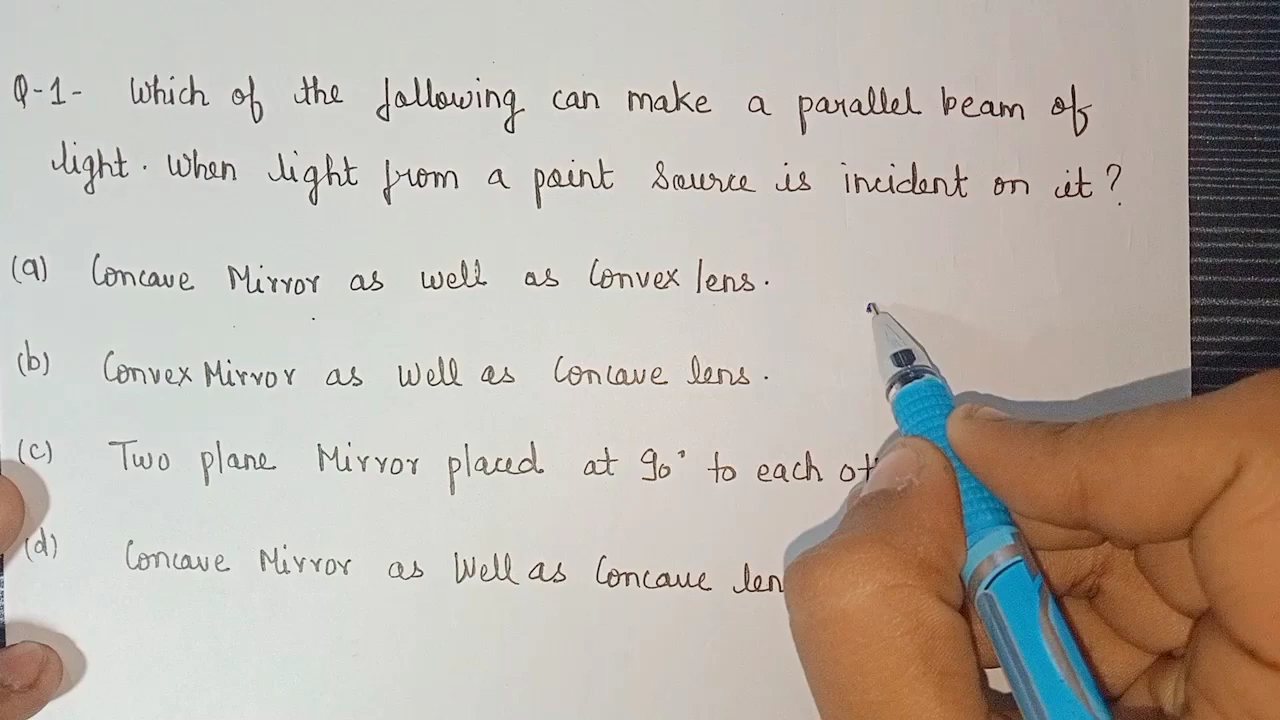 Q-1- Which of the following can make a parallel beam of
light. When light from a point source is incident on it?
(a) Concave Mirror as well as Convex lens.
(b) Convex Mirror as well as Concave lens.
(c) Two plane Mirror placed at 90° to each
(d) Concave Mirror as Well as Concave